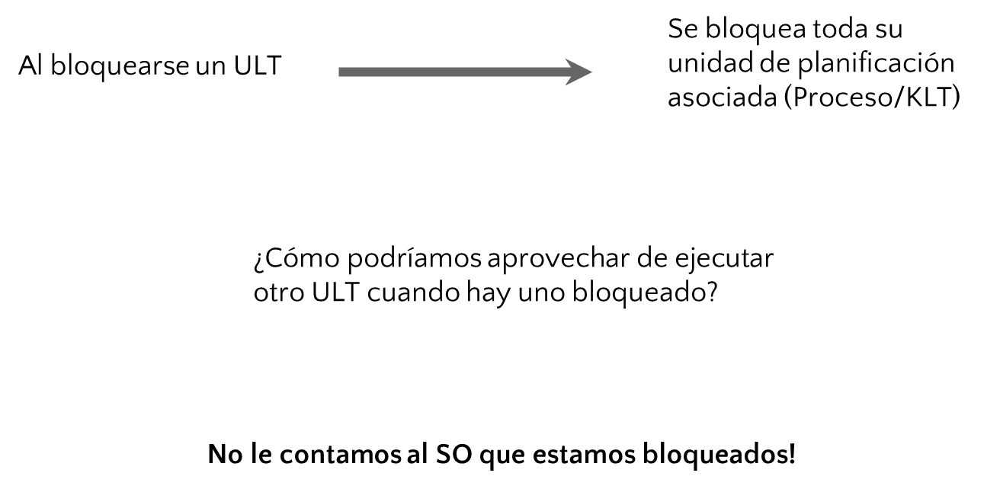 Al bloquearse un ULT
Se bloquea toda su
unidad de planificación
asociada (Proceso/KLT)
¿Cómo podríamos aprovechar de ejecutar
otro ULT cuando hay uno bloqueado?
No le contamos al SO que estamos bloqueados!